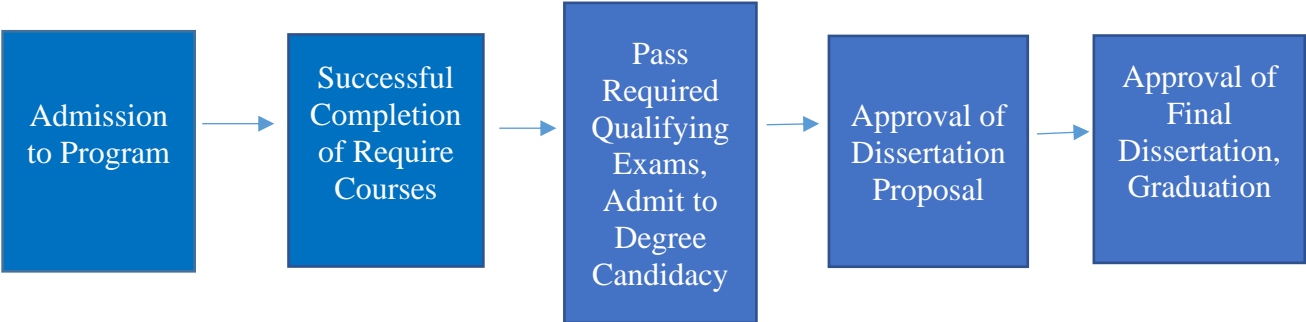 Admission
to Program
Successful
Completion
of Require
Courses
Pass
Required
Qualifying
Exams,
Admit to
Degree
Candidacy
Approval of
Dissertation
Proposal
Approval of
Final
Dissertation,
Graduation